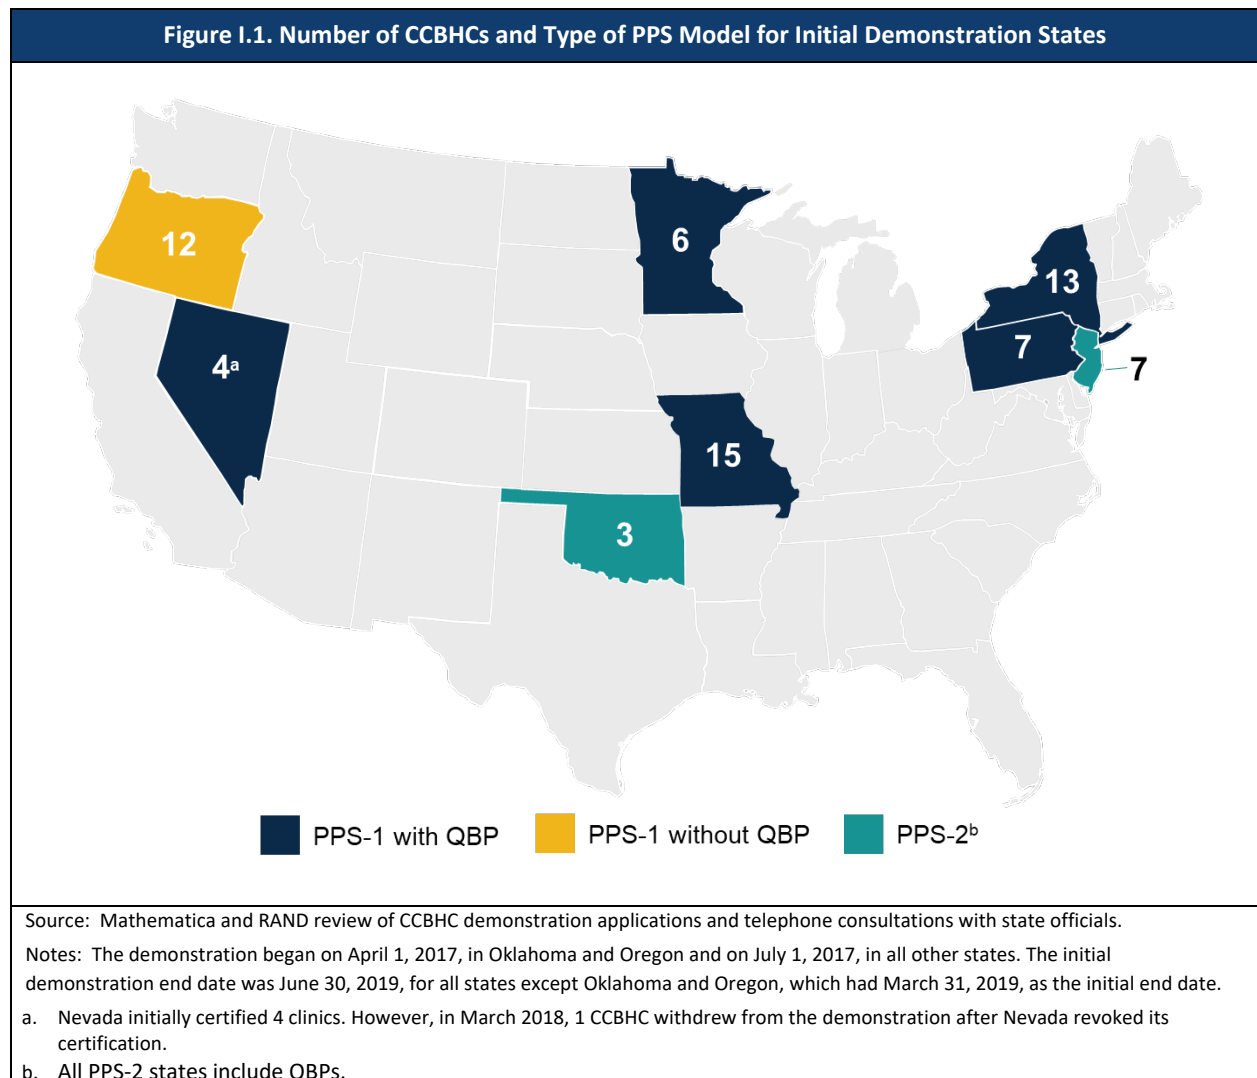 Figure I.1. Number of CCBHCs and Type of PPS Model for Initial Demonstration States
12
6
13
4ᵃ
7
7
15
3
PPS-1 with QBP
PPS-1 without QBP
PPS-2ᵇ
Source: Mathematica and RAND review of CCBHC demonstration applications and telephone consultations with state officials.
Notes: The demonstration began on April 1, 2017, in Oklahoma and Oregon and on July 1, 2017, in all other states. The initial
demonstration end date was June 30, 2019, for all states except Oklahoma and Oregon, which had March 31, 2019, as the initial end date.
a. Nevada initially certified 4 clinics. However, in March 2018, 1 CCBHC withdrew from the demonstration after Nevada revoked its
certification.
b. All PPS-2 states include QBPs.